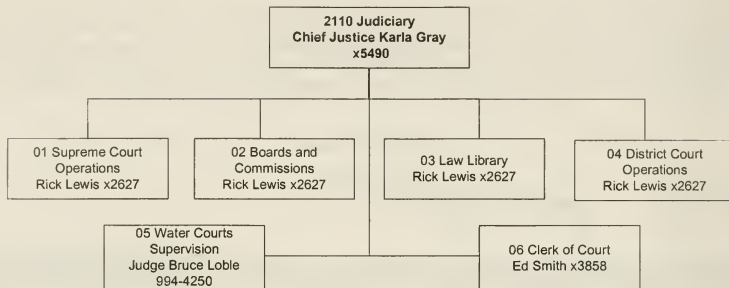 2110 Judiciary
Chief Justice Karla Gray
x5490
01 Supreme Court
Operations
Rick Lewis x2627
02 Boards and
Commissions
Rick Lewis x2627
03 Law Library
Rick Lewis x2627
04 District Court
Operations
Rick Lewis x2627
05 Water Courts
Supervision
Judge Bruce Loble
994-4250
06 Clerk of Court
Ed Smith x3858